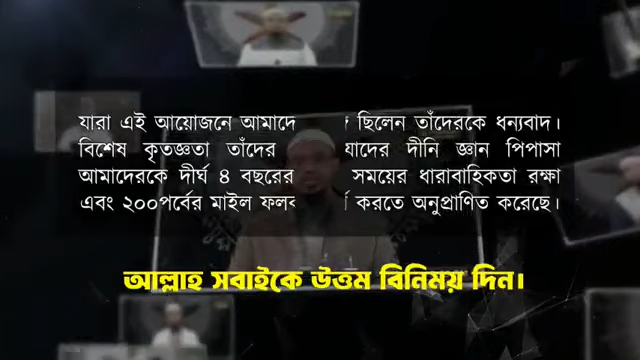 যারা এই আয়োজনে আমাদে ছিলেন তাঁদেরকে ধন্যবাদ।
বিশেষ কৃতজ্ঞতা তাঁদের যাদের দীনি জ্ঞান পিপাসা
আমাদেরকে দীর্ঘ ৪ বছরের সময়ের ধারাবাহিকতা রক্ষা
এবং ২০০পর্বের মাইল করতে অনুপ্রাণিত করেছে।
আল্লাহ সবাইকে উত্তম বিনিময় দিন।